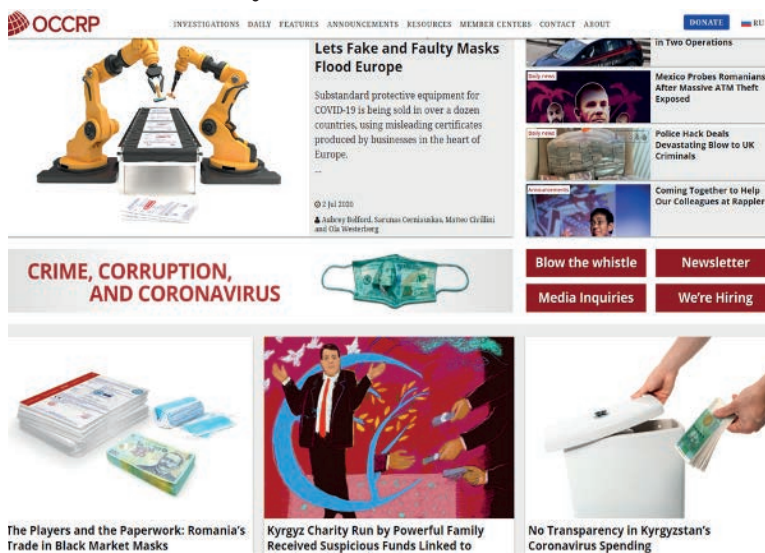 OCCRP
INVESTIGATIONS DAILY FEATURES ANNOUNCEMENTS RESOURCES MEMBER CENTERS CONTACT ABOUT
DONATE
RU
Lets Fake and Faulty Masks
Flood Europe
Substandard protective equipment for
COVID-19 is being sold in over a dozen
countries, using misleading certificates
produced by businesses in the heart of
Europe.
...
2 Jul 2020
Aubrey Belford, Sarunas Cerniauskas, Matteo Civillini
and Ola Westerberg
in Two Operations
Daily news
Mexico Probes Romanians
After Massive ATM Theft
Exposed
Daily news
Police Hack Deals
Devastating Blow to UK
Criminals
Announcements
Coming Together to Help
Our Colleagues at Rappler
CRIME, CORRUPTION,
AND CORONAVIRUS
Blow the whistle
Newsletter
Media Inquiries
We're Hiring
The Players and the Paperwork: Romania's
Trade in Black Market Masks
Kyrgyz Charity Run by Powerful Family
Received Suspicious Funds Linked to
No Transparency in Kyrgyzstan's
Coronavirus Spending